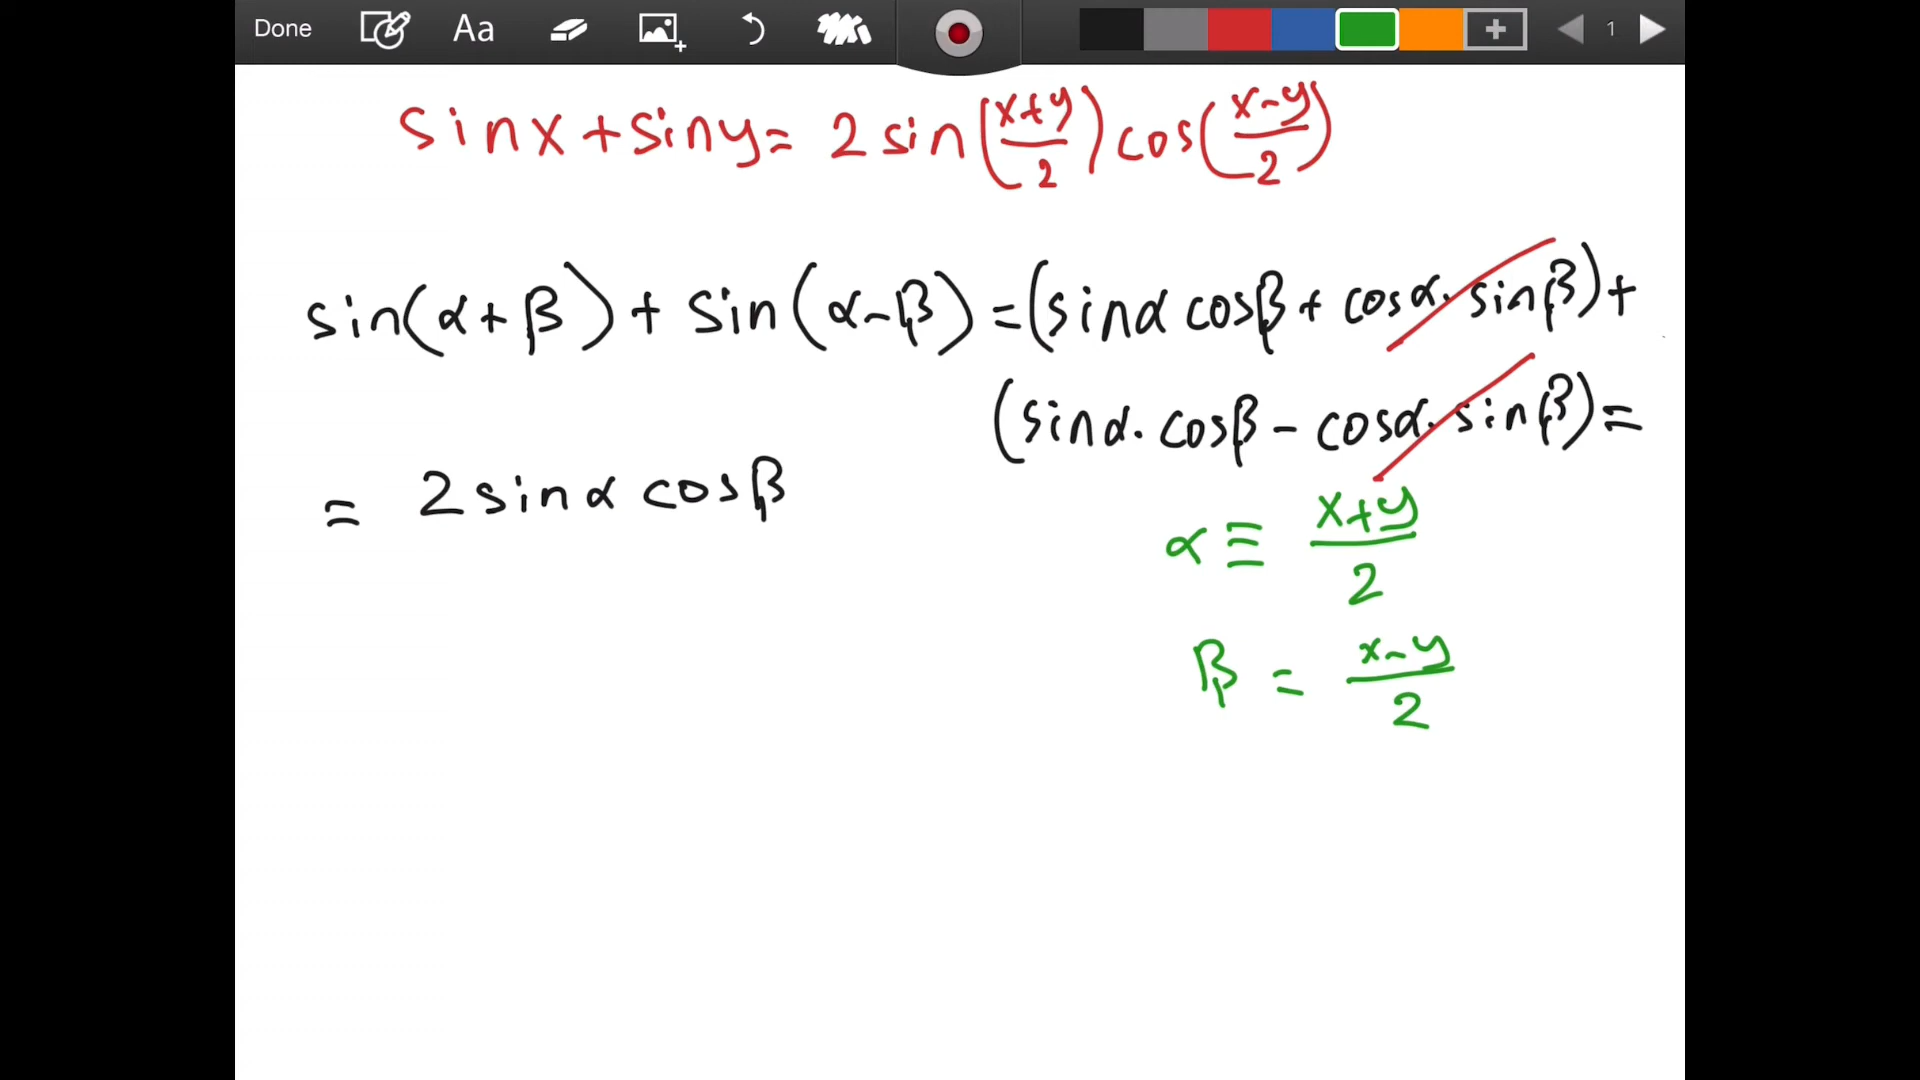 Done Aa 1
sinx+siny= 2sin(x+y/2)cos(x-y/2)
sin(α+β)+sin(α-β)=(sinα cosβ+cosα·sinβ)+
(sinα·cosβ-cosα·sinβ)=
= 2sinα cosβ
α≡ x+y/2
β= x-y/2